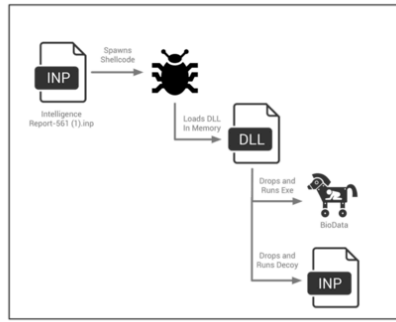 Spawns
Shellcode
INP
Intelligence
Report-561 (1).inp
Loads DLL
In Memory
DLL
Drops and
Runs Exe
BioData
Drops and
Runs Decoy
INP